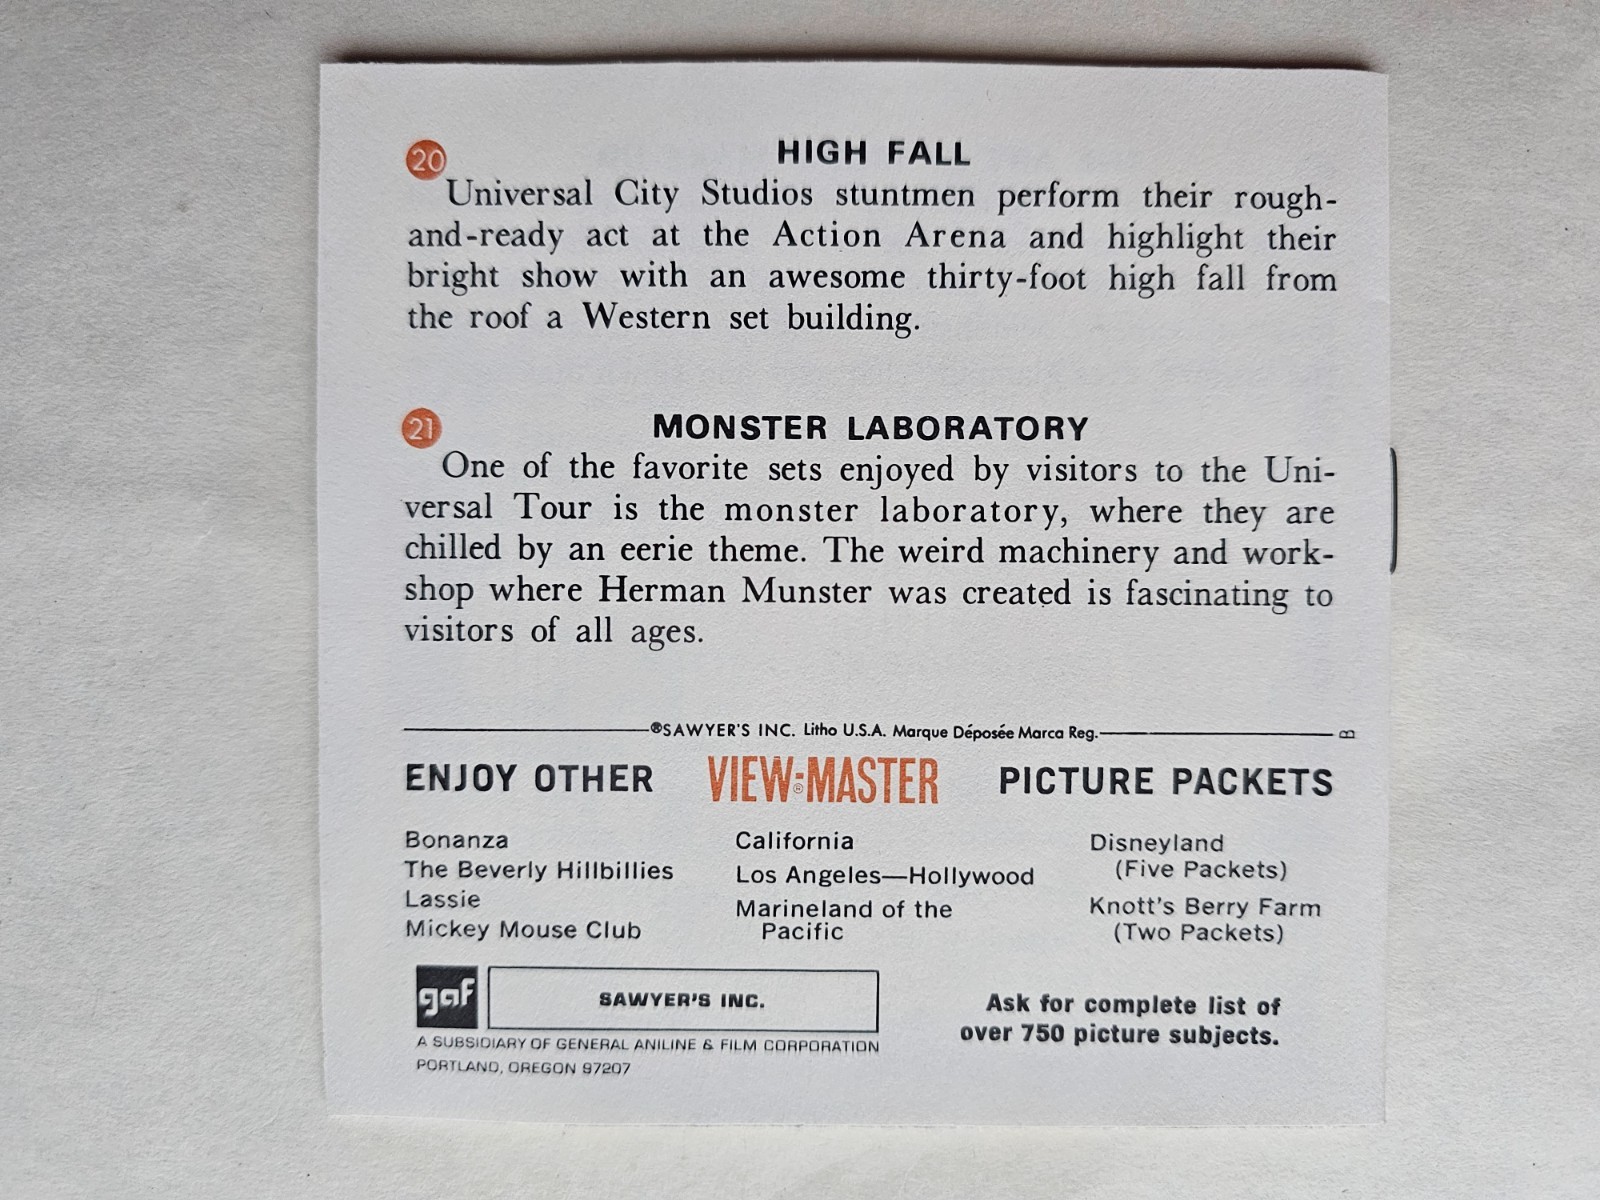 20
HIGH FALL
Universal City Studios stuntmen perform their rough-
and-ready act at the Action Arena and highlight their
bright show with an awesome thirty-foot high fall from
the roof a Western set building.
21
MONSTER LABORATORY
One of the favorite sets enjoyed by visitors to the Uni-
versal Tour is the monster laboratory, where they are
chilled by an eerie theme. The weird machinery and work-
shop where Herman Munster was created is fascinating to
visitors of all ages.
®SAWYER'S INC. Litho U.S.A. Marque Déposée Marca Reg. B
ENJOY OTHER VIEW-MASTER® PICTURE PACKETS
Bonanza
The Beverly Hillbillies
Lassie
Mickey Mouse Club
California
Los Angeles—Hollywood
Marineland of the
Pacific
Disneyland
(Five Packets)
Knott's Berry Farm
(Two Packets)
gaf SAWYER'S INC.
A SUBSIDIARY OF GENERAL ANILINE & FILM CORPORATION
PORTLAND, OREGON 97207
Ask for complete list of
over 750 picture subjects.